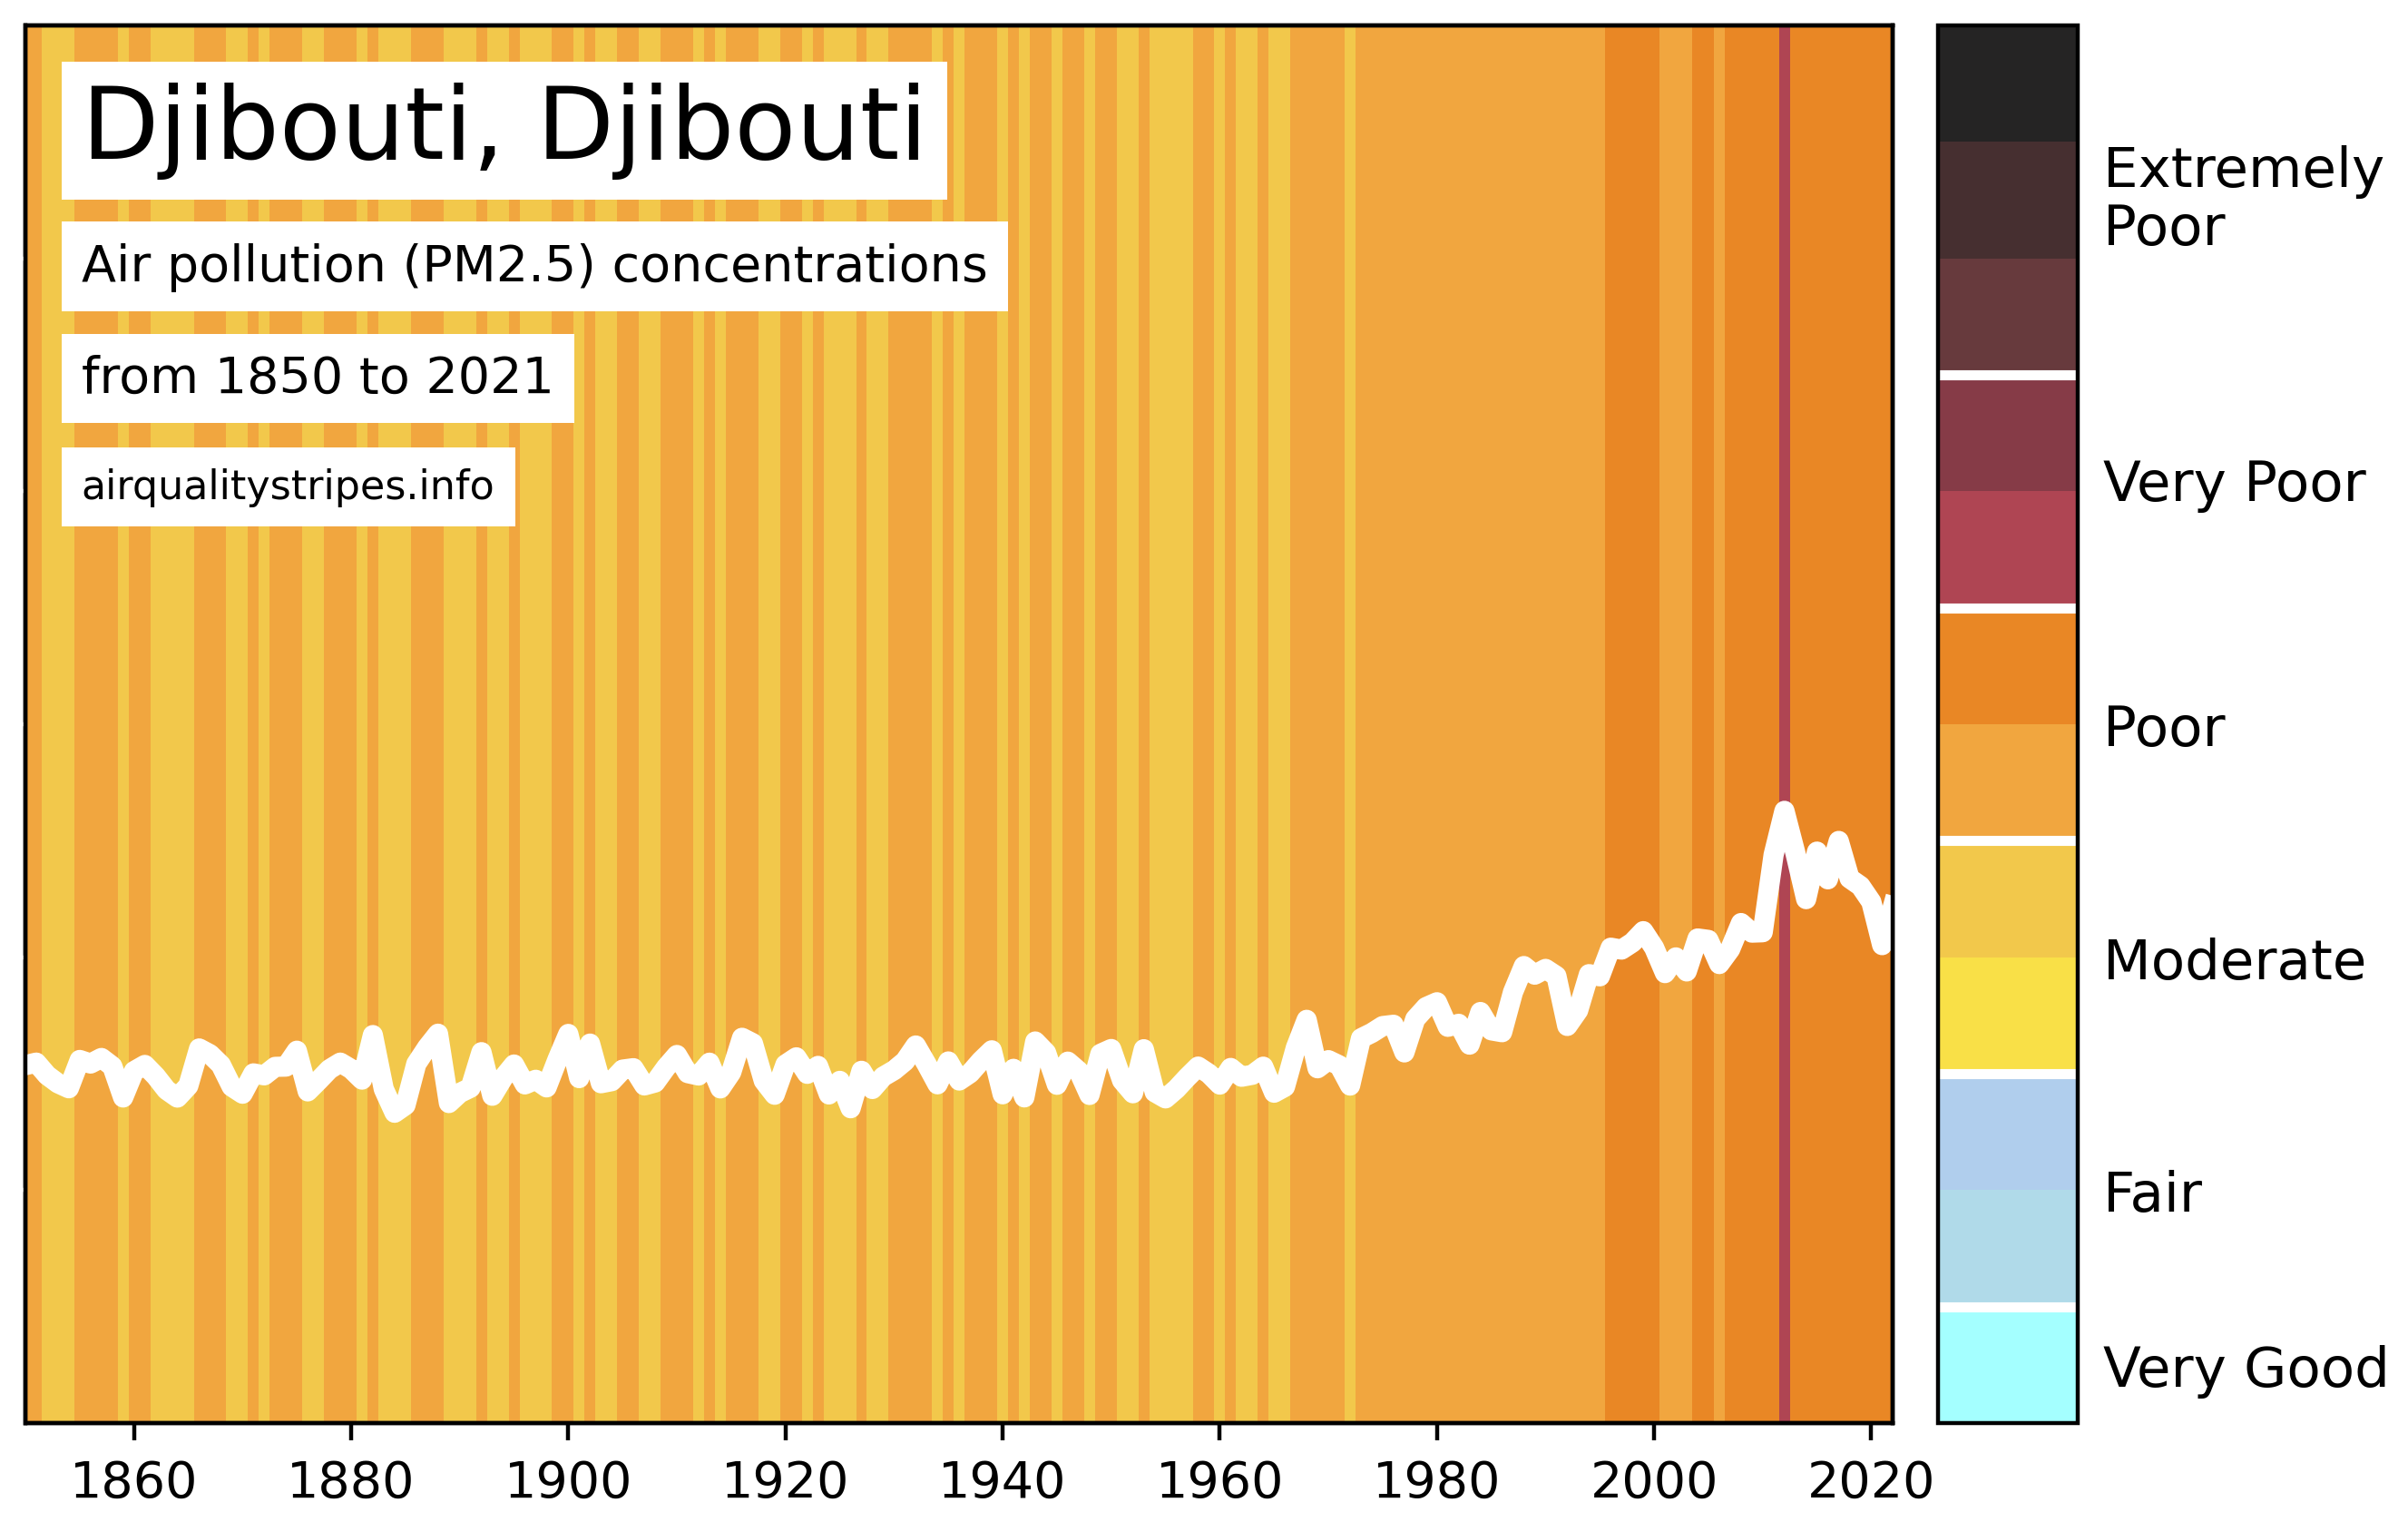 Djibouti, Djibouti
Air pollution (PM2.5) concentrations
from 1850 to 2021
airqualitystripes.info
Extremely
Poor
Very Poor
Poor
Moderate
Fair
Very Good
1860 1880 1900 1920 1940 1960 1980 2000 2020